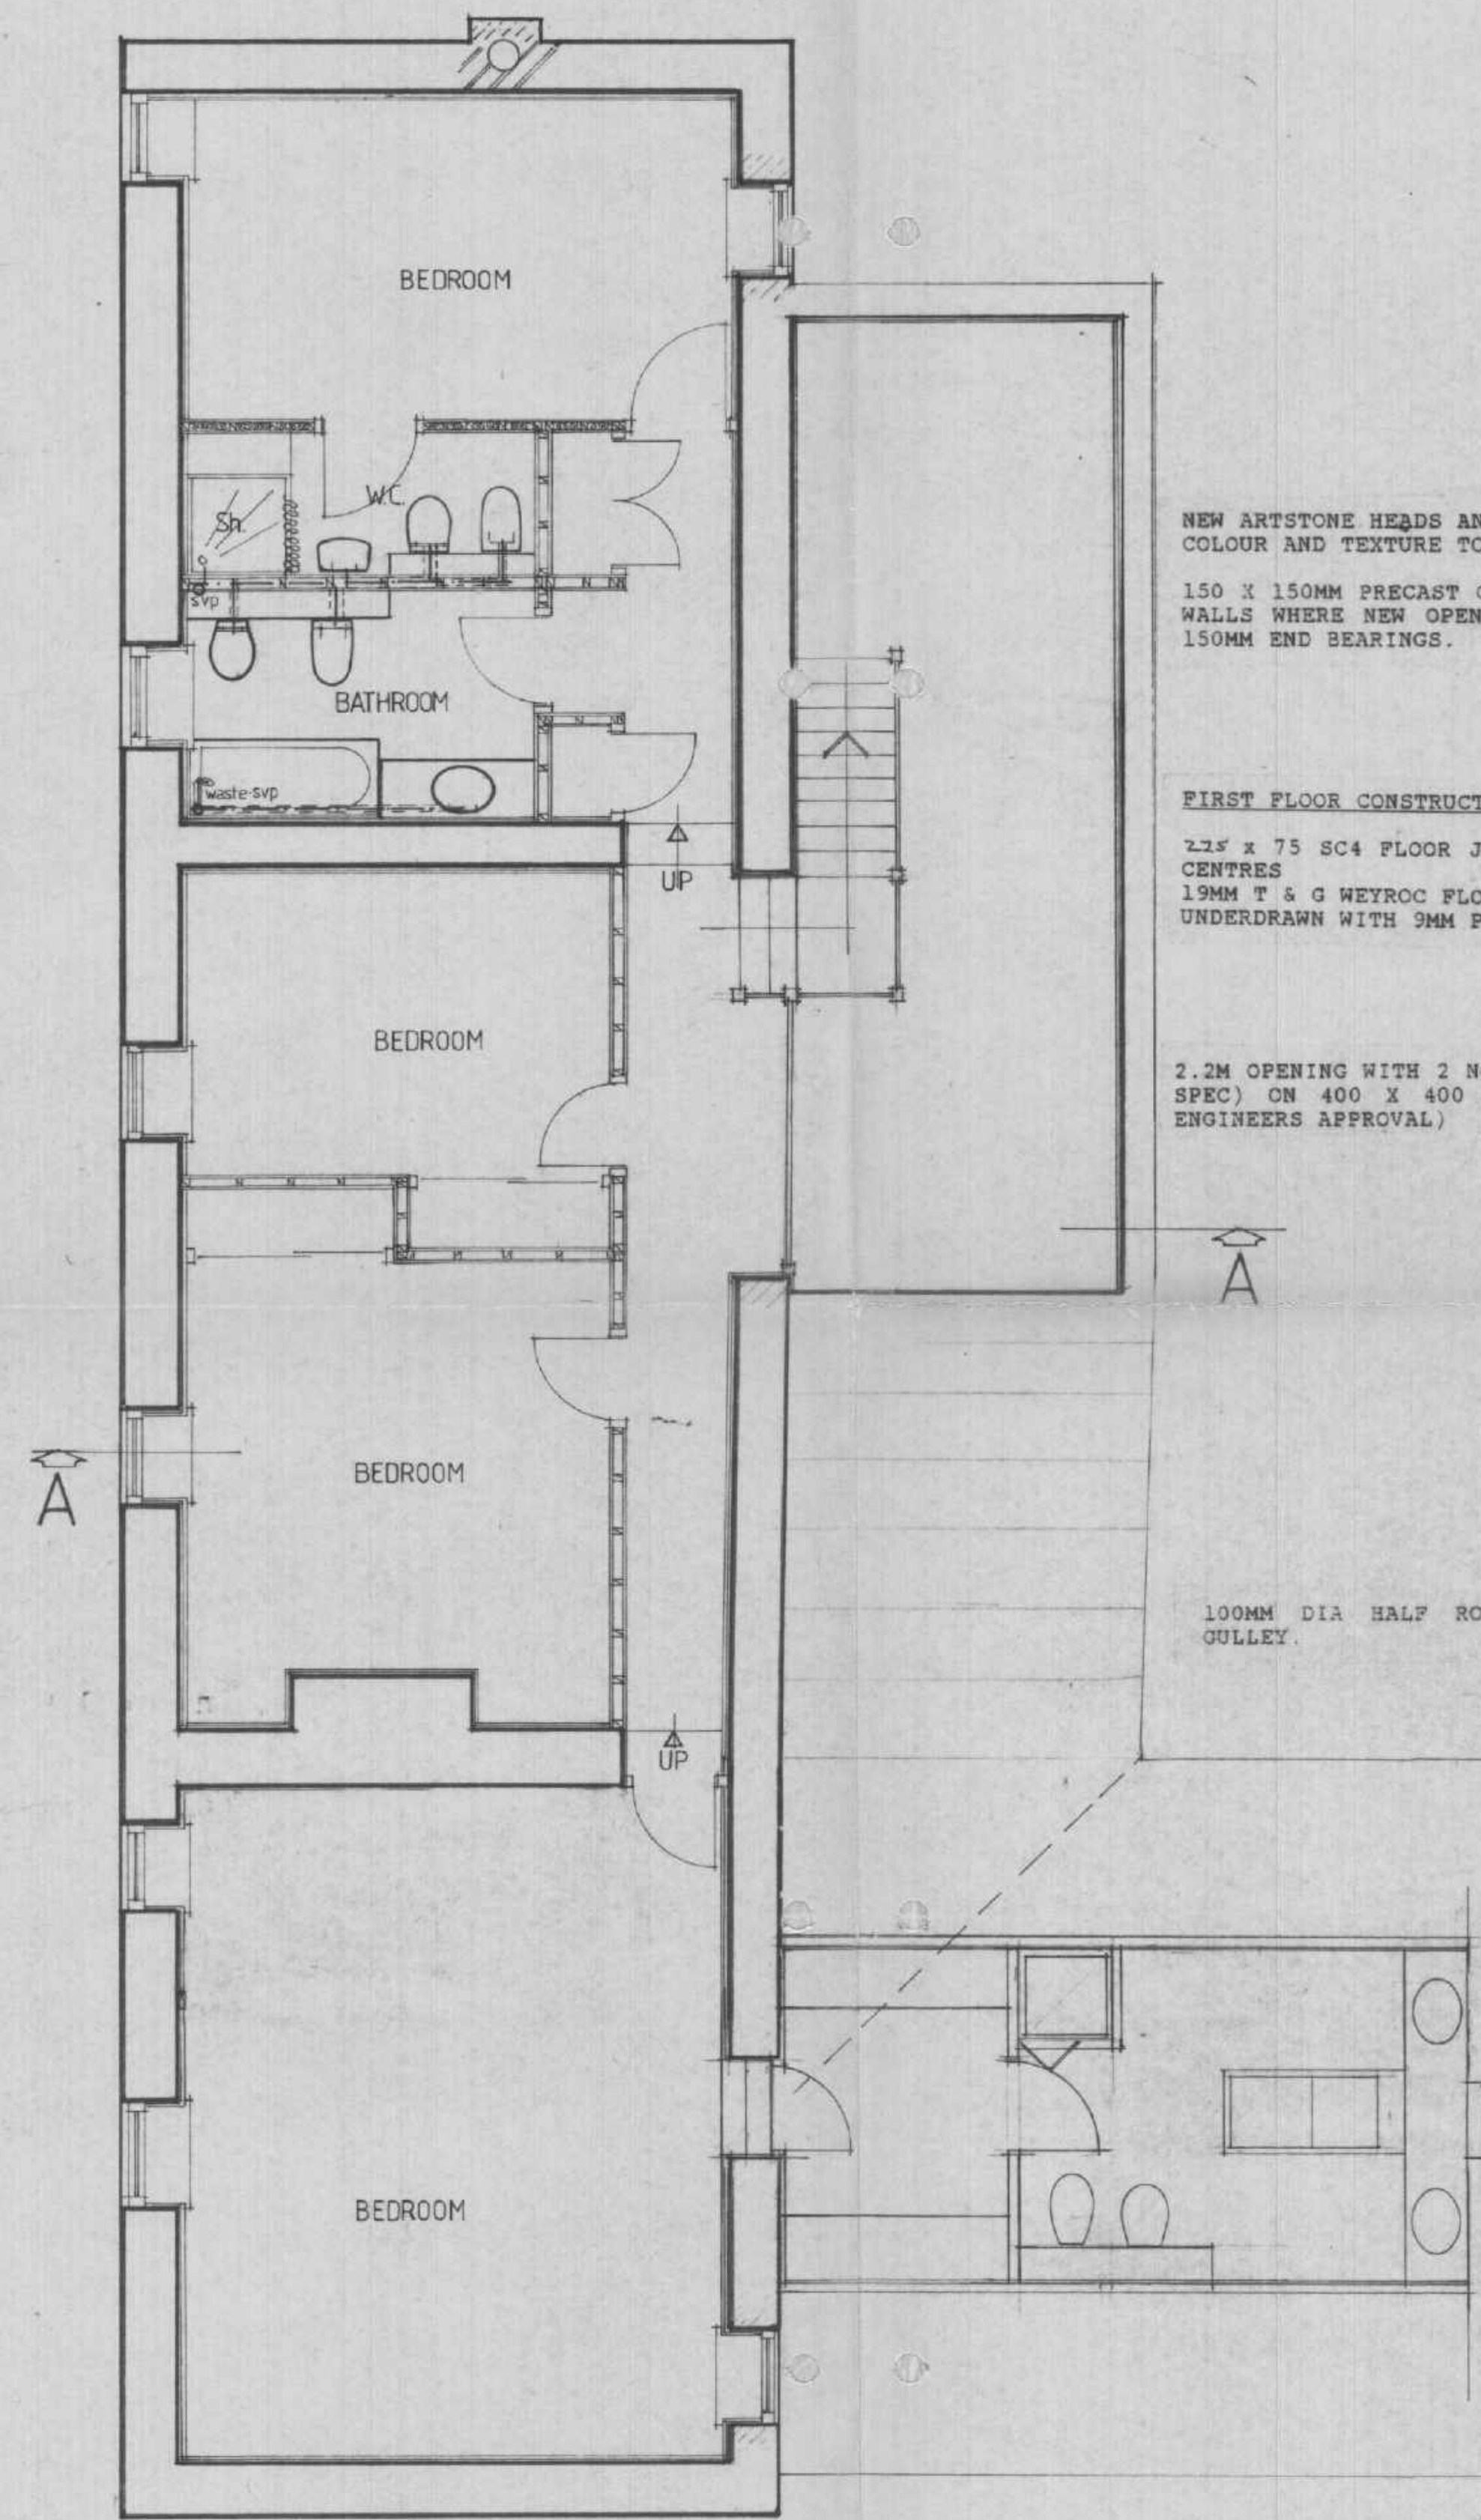 BEDROOM
W.C.
Sh.
svp
BATHROOM
waste-svp
UP
BEDROOM
BEDROOM
UP
BEDROOM
A
A
NEW ARTSTONE HEADS AN
COLOUR AND TEXTURE TO
150 X 150MM PRECAST
WALLS WHERE NEW OPEN
150MM END BEARINGS.
FIRST FLOOR CONSTRUCT
225 x 75 SC4 FLOOR J
CENTRES
19MM T & G WEYROC FLO
UNDERDRAWN WITH 9MM P
2.2M OPENING WITH 2 N
SPEC) ON 400 X 400
ENGINEERS APPROVAL)
100MM DIA HALF RO
GULLEY.